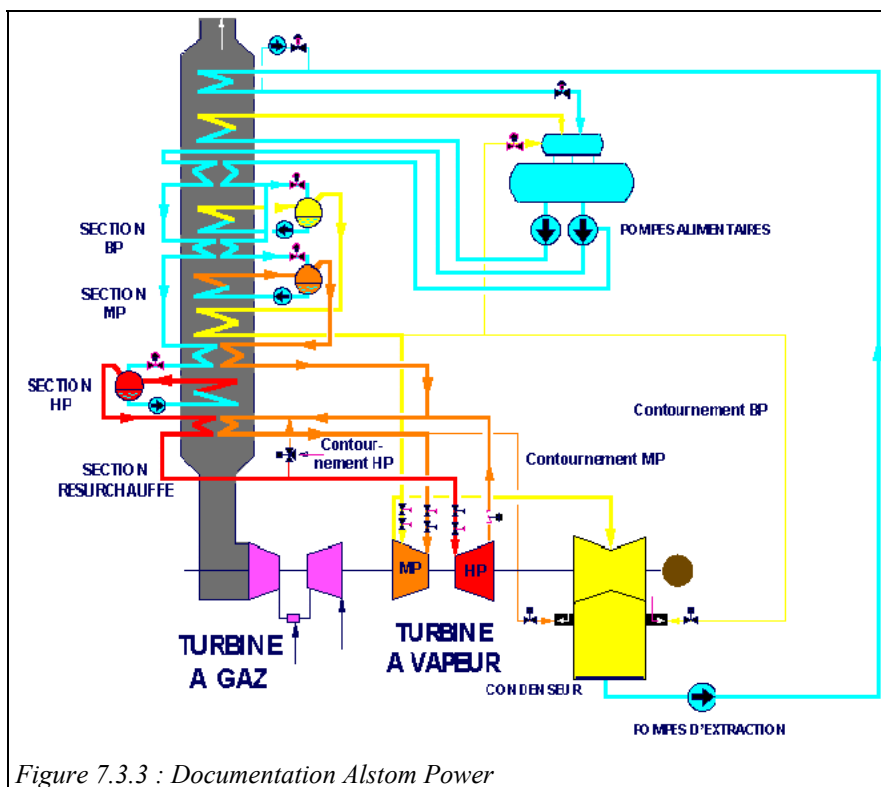 POMPES ALIMENTAIRES
SECTION
BP
SECTION
MP
SECTION
HP
Contournement BP
Contour-
nement HP
Contournement MP
SECTION
RESURCHAUFFE
MP
HP
TURBINE
A GAZ
TURBINE
A VAPEUR
CONDENSEUR
POMPES D'EXTRACTION
Figure 7.3.3 : Documentation Alstom Power